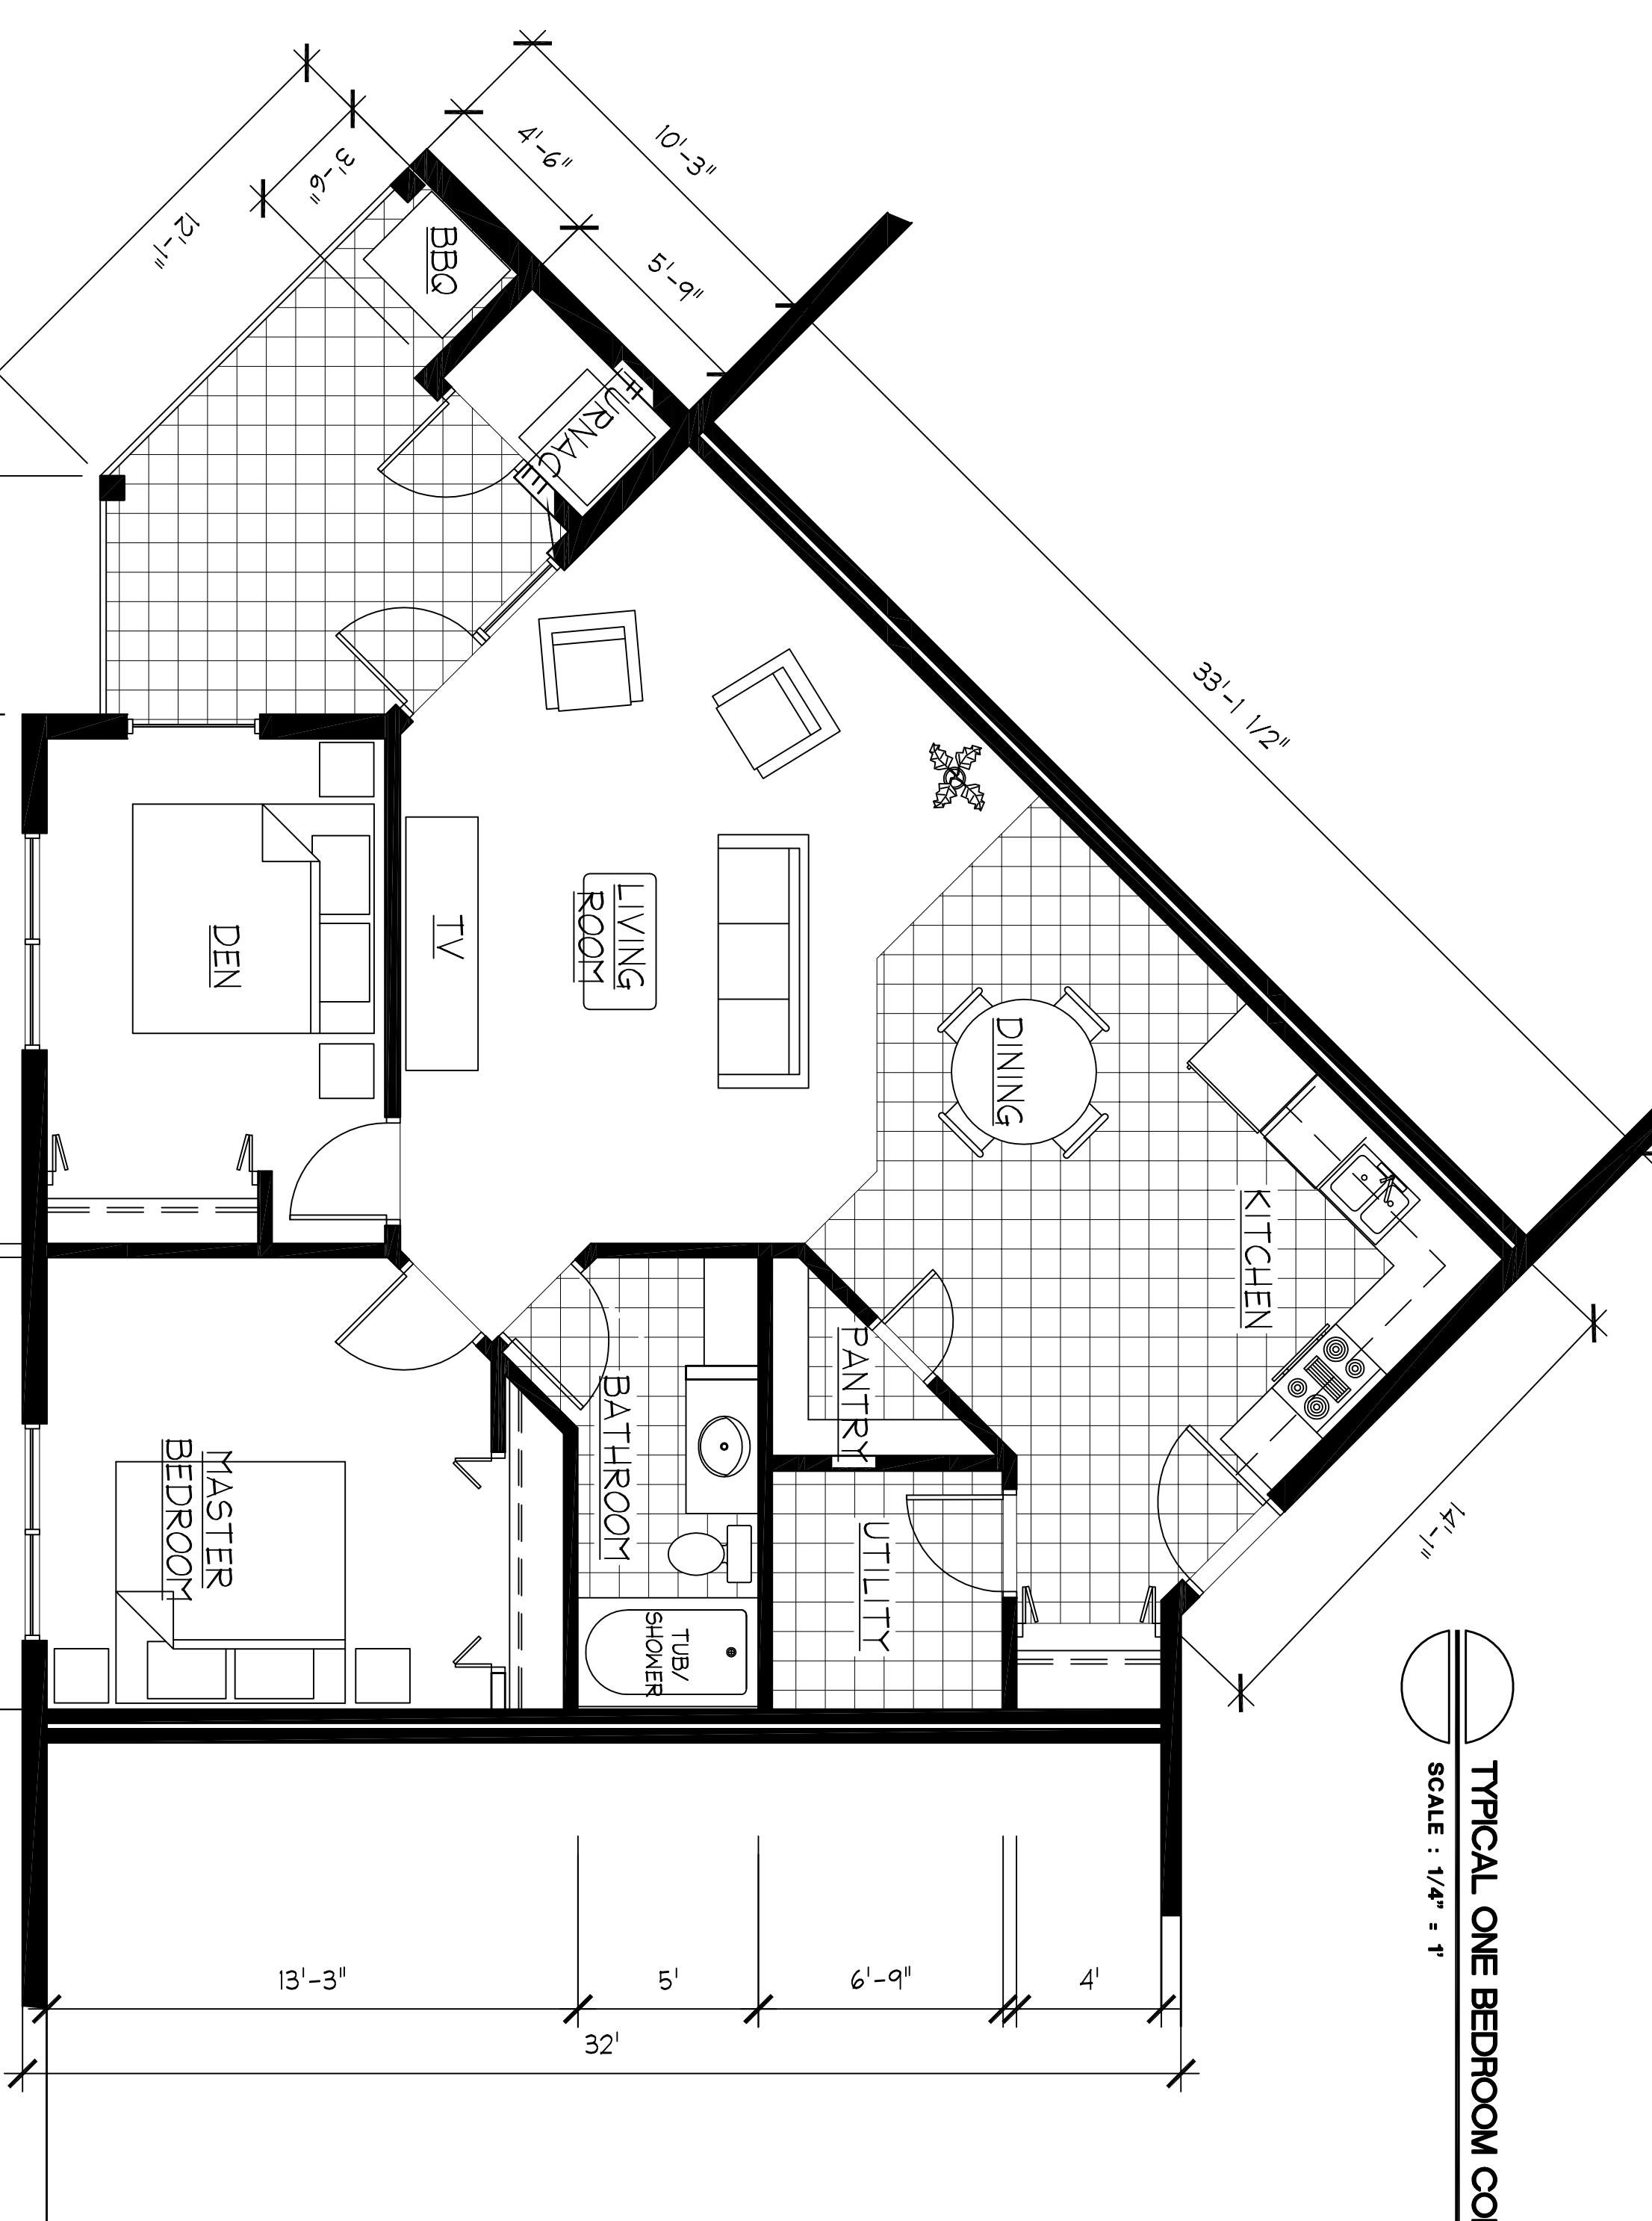 10'-3"
4'-6"
3'-6"
12'-1"
5'-9"
BBQ
FURNACE
33'-1 1/2"
LIVING
ROOM
TV
DEN
DINING
KITCHEN
PANTRY
BATHROOM
UTILITY
MASTER
BEDROOM
TUB/
SHOWER
14'-1"
TYPICAL ONE BEDROOM
SCALE : 1/4" = 1'
13'-3"
5'
6'-9"
4'
32'